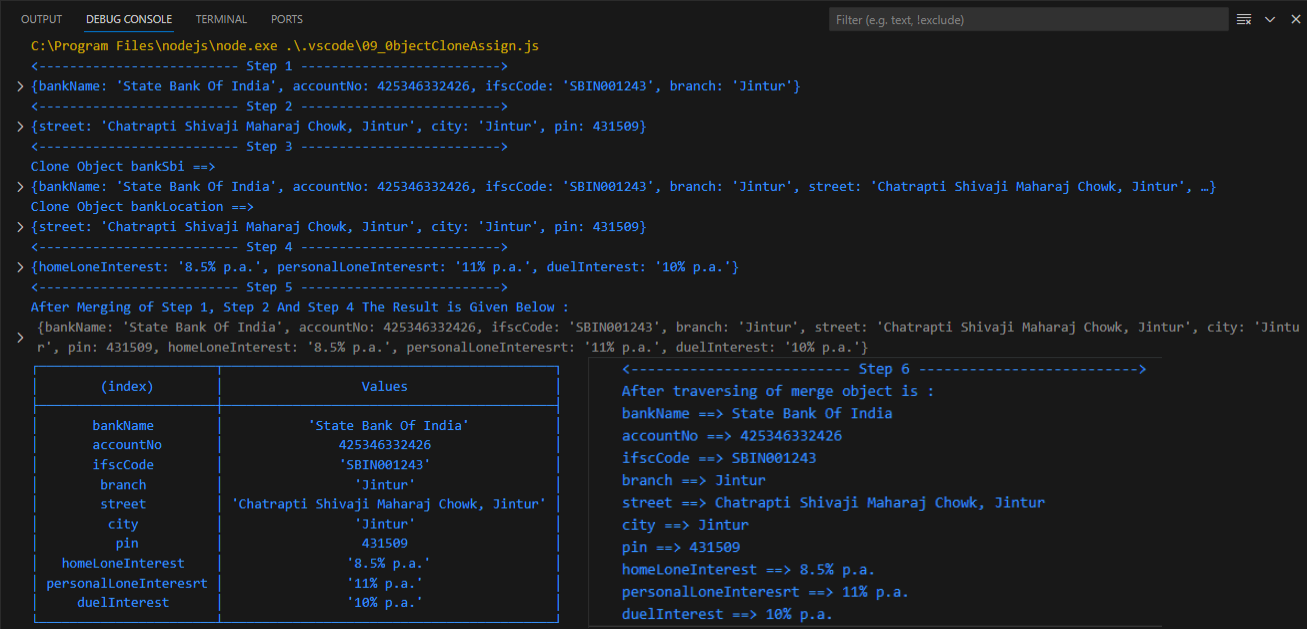 OUTPUT DEBUG CONSOLE TERMINAL PORTS Filter (e.g. text, !exclude)
C:\Program Files\nodejs\node.exe .\.vscode\09_0bjectCloneAssign.js
<-------------------------- Step 1 -------------------------->
{bankName: 'State Bank Of India', accountNo: 425346332426, ifscCode: 'SBIN001243', branch: 'Jintur'}
<-------------------------- Step 2 -------------------------->
{street: 'Chatrapti Shivaji Maharaj Chowk, Jintur', city: 'Jintur', pin: 431509}
<-------------------------- Step 3 -------------------------->
Clone Object bankSbi ==>
{bankName: 'State Bank Of India', accountNo: 425346332426, ifscCode: 'SBIN001243', branch: 'Jintur', street: 'Chatrapti Shivaji Maharaj Chowk, Jintur', …}
Clone Object bankLocation ==>
{street: 'Chatrapti Shivaji Maharaj Chowk, Jintur', city: 'Jintur', pin: 431509}
<-------------------------- Step 4 -------------------------->
{homeLoneInterest: '8.5% p.a.', personalLoneInteresrt: '11% p.a.', duelInterest: '10% p.a.'}
<-------------------------- Step 5 -------------------------->
After Merging of Step 1, Step 2 And Step 4 The Result is Given Below :
{bankName: 'State Bank Of India', accountNo: 425346332426, ifscCode: 'SBIN001243', branch: 'Jintur', street: 'Chatrapti Shivaji Maharaj Chowk, Jintur', city: 'Jintu
r', pin: 431509, homeLoneInterest: '8.5% p.a.', personalLoneInteresrt: '11% p.a.', duelInterest: '10% p.a.'}
(index) Values
bankName 'State Bank Of India'
accountNo 425346332426
ifscCode 'SBIN001243'
branch 'Jintur'
street 'Chatrapti Shivaji Maharaj Chowk, Jintur'
city 'Jintur'
pin 431509
homeLoneInterest '8.5% p.a.'
personalLoneInteresrt '11% p.a.'
duelInterest '10% p.a.'
<-------------------------- Step 6 -------------------------->
After traversing of merge object is :
bankName ==> State Bank Of India
accountNo ==> 425346332426
ifscCode ==> SBIN001243
branch ==> Jintur
street ==> Chatrapti Shivaji Maharaj Chowk, Jintur
city ==> Jintur
pin ==> 431509
homeLoneInterest ==> 8.5% p.a.
personalLoneInteresrt ==> 11% p.a.
duelInterest ==> 10% p.a.